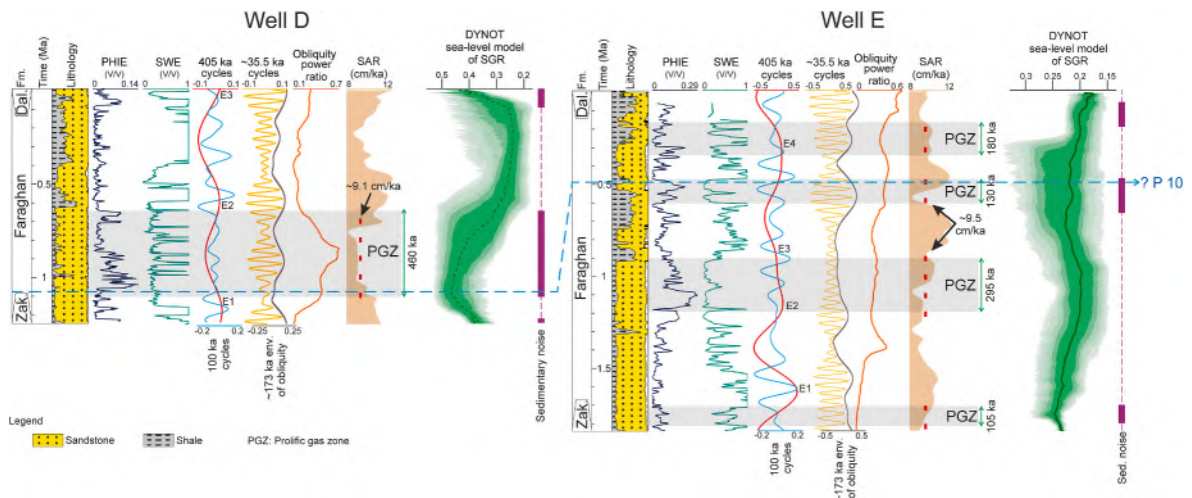 Well D
Fm.
Time (Ma)
Lithology
PHIE
(V/V)
0 0.14
SWE
(V/V)
0 1
405 ka
cycles
-0.1 0.1
~35.5 ka
cycles
-0.1 0.1
Obliquity
power
ratio
0.1 0.7
SAR
(cm/ka)
8 12
DYNOT
sea-level model
of SGR
0.5 0.4 0.3 0.2
Dal.
Faraghan
Zak.
0.5
1
E3
E2
E1
~9.1 cm/ka
PGZ
460 ka
-0.2 0.2
100 ka
cycles
-0.25 0.25
~173 ka env.
of obliquity
Sedimentary noise
Legend
Sandstone
Shale
PGZ: Prolific gas zone
Well E
Fm.
Time (Ma)
Lithology
PHIE
(V/V)
0 0.29
SWE
(V/V)
0 1
405 ka
cycles
-0.5 0.5
~35.5 ka
cycles
-0.5 0.5
Obliquity
power
ratio
0 0.6
SAR
(cm/ka)
8 12
DYNOT
sea-level model
of SGR
0.3 0.25 0.2 0.15
Dal.
Faraghan
Zak.
0.5
1
1.5
E4
E3
E2
E1
PGZ
180 ka
PGZ
130 ka
~9.5
cm/ka
PGZ
295 ka
PGZ
105 ka
? P 10
-0.2 0.2
100 ka
cycles
-0.5 0.5
-173 ka env.
of obliquity
Sed. noise